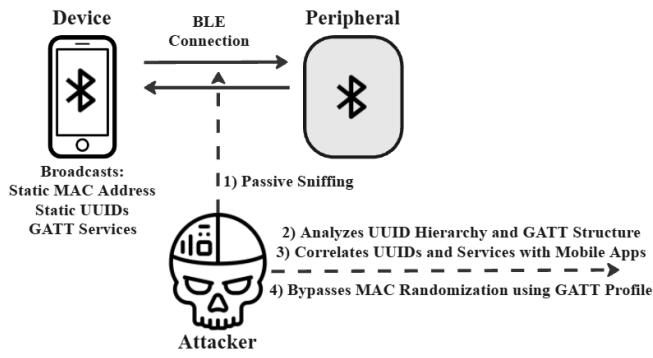 Device
BLE
Connection
Peripheral
Broadcasts:
Static MAC Address
Static UUIDs
GATT Services
1) Passive Sniffing
2) Analyzes UUID Hierarchy and GATT Structure
3) Correlates UUIDs and Services with Mobile Apps
4) Bypasses MAC Randomization using GATT Profile
Attacker